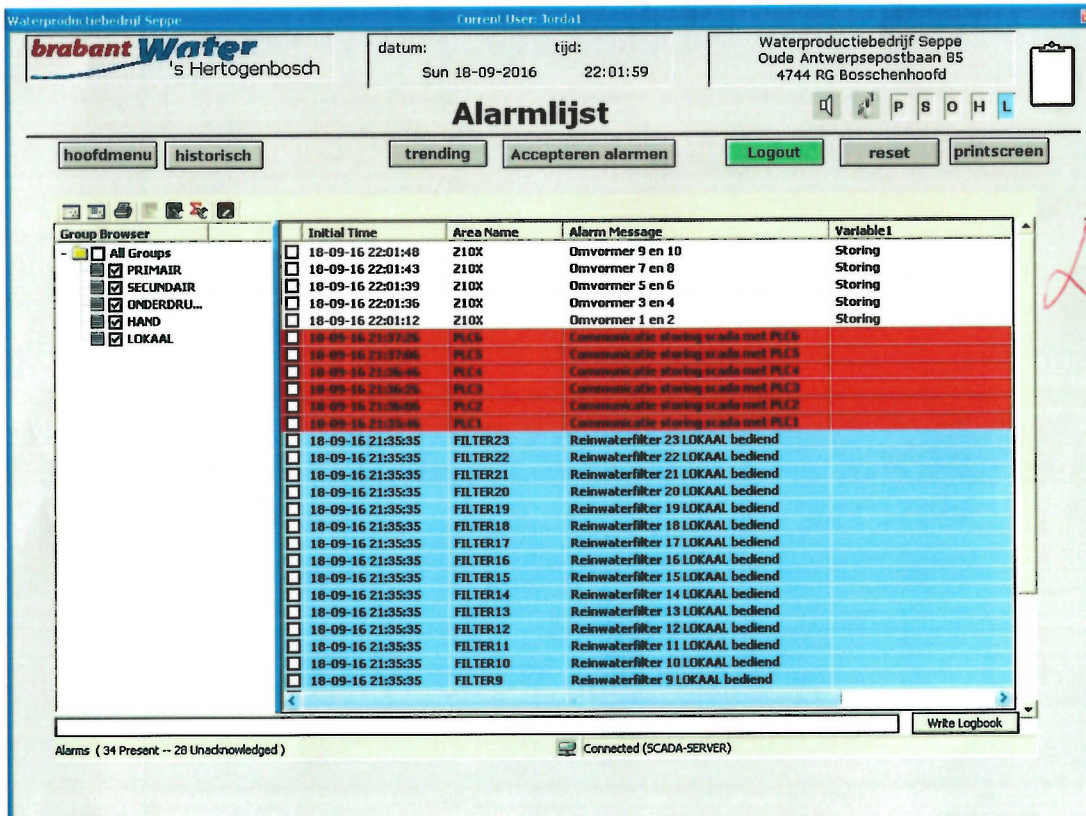 Waterproductiebedrijf Seppe
Current User: Jorda1
brabant Water
's Hertogenbosch
datum: tijd:
Sun 18-09-2016 22:01:59
Waterproductiebedrijf Seppe
Oude Antwerpsepostbaan 85
4744 RG Bosschenhoofd
P S O H L
Alarmlijst
hoofdmenu historisch trending Accepteren alarmen Logout reset printscreen
Group Browser
- All Groups
PRIMAIR
SECUNDAIR
ONDERDRU...
HAND
LOKAAL
Initial Time Area Name Alarm Message Variable1
18-09-16 22:01:48 Z10X Omvormer 9 en 10 Storing
18-09-16 22:01:43 Z10X Omvormer 7 en 8 Storing
18-09-16 22:01:39 Z10X Omvormer 5 en 6 Storing
18-09-16 22:01:36 Z10X Omvormer 3 en 4 Storing
18-09-16 22:01:12 Z10X Omvormer 1 en 2 Storing
18-09-16 21:37:26 PLC6 Communicatie storing scada met PLC6
18-09-16 21:37:06 PLC5 Communicatie storing scada met PLC5
18-09-16 21:36:46 PLC4 Communicatie storing scada met PLC4
18-09-16 21:36:26 PLC3 Communicatie storing scada met PLC3
18-09-16 21:36:06 PLC2 Communicatie storing scada met PLC2
18-09-16 21:35:46 PLC1 Communicatie storing scada met PLC1
18-09-16 21:35:35 FILTER23 Reinwaterfilter 23 LOKAAL bediend
18-09-16 21:35:35 FILTER22 Reinwaterfilter 22 LOKAAL bediend
18-09-16 21:35:35 FILTER21 Reinwaterfilter 21 LOKAAL bediend
18-09-16 21:35:35 FILTER20 Reinwaterfilter 20 LOKAAL bediend
18-09-16 21:35:35 FILTER19 Reinwaterfilter 19 LOKAAL bediend
18-09-16 21:35:35 FILTER18 Reinwaterfilter 18 LOKAAL bediend
18-09-16 21:35:35 FILTER17 Reinwaterfilter 17 LOKAAL bediend
18-09-16 21:35:35 FILTER16 Reinwaterfilter 16 LOKAAL bediend
18-09-16 21:35:35 FILTER15 Reinwaterfilter 15 LOKAAL bediend
18-09-16 21:35:35 FILTER14 Reinwaterfilter 14 LOKAAL bediend
18-09-16 21:35:35 FILTER13 Reinwaterfilter 13 LOKAAL bediend
18-09-16 21:35:35 FILTER12 Reinwaterfilter 12 LOKAAL bediend
18-09-16 21:35:35 FILTER11 Reinwaterfilter 11 LOKAAL bediend
18-09-16 21:35:35 FILTER10 Reinwaterfilter 10 LOKAAL bediend
18-09-16 21:35:35 FILTER9 Reinwaterfilter 9 LOKAAL bediend
Write Logbook
Alarms ( 34 Present -- 28 Unacknowledged )
Connected (SCADA-SERVER)